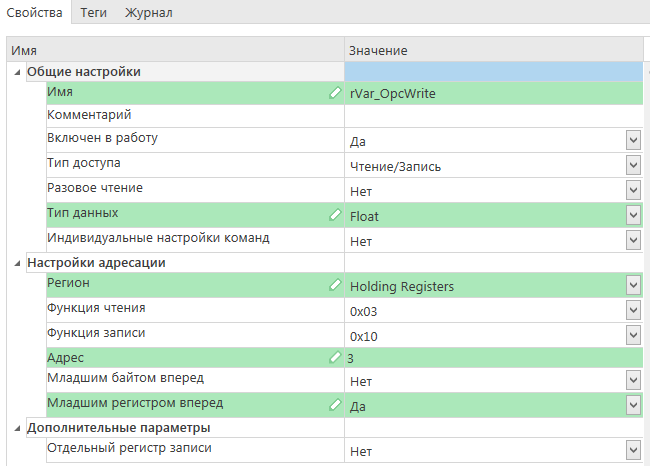 Свойства Теги Журнал
Имя Значение
Общие настройки
Имя rVar_OpcWrite
Комментарий
Включен в работу Да
Тип доступа Чтение/Запись
Разовое чтение Нет
Тип данных Float
Индивидуальные настройки команд Нет
Настройки адресации
Регион Holding Registers
Функция чтения 0x03
Функция записи 0x10
Адрес 3
Младшим байтом вперед Нет
Младшим регистром вперед Да
Дополнительные параметры
Отдельный регистр записи Нет